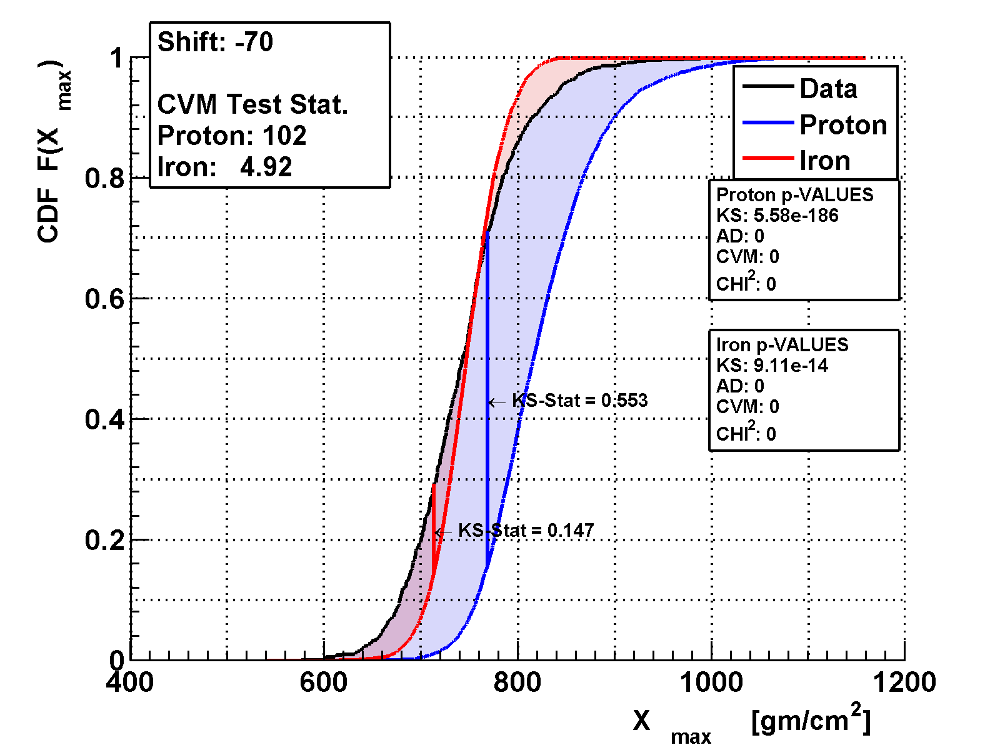 Shift: -70
CVM Test Stat.
Proton: 102
Iron: 4.92
CDF F(X max)
1
0.8
0.6
0.4
0.2
0
Data
Proton
Iron
Proton p-VALUES
KS: 5.58e-186
AD: 0
CVM: 0
CHI²: 0
Iron p-VALUES
KS: 9.11e-14
AD: 0
CVM: 0
CHI²: 0
← KS-Stat = 0.553
← KS-Stat = 0.147
400 600 800 1000 1200
X max [gm/cm²]